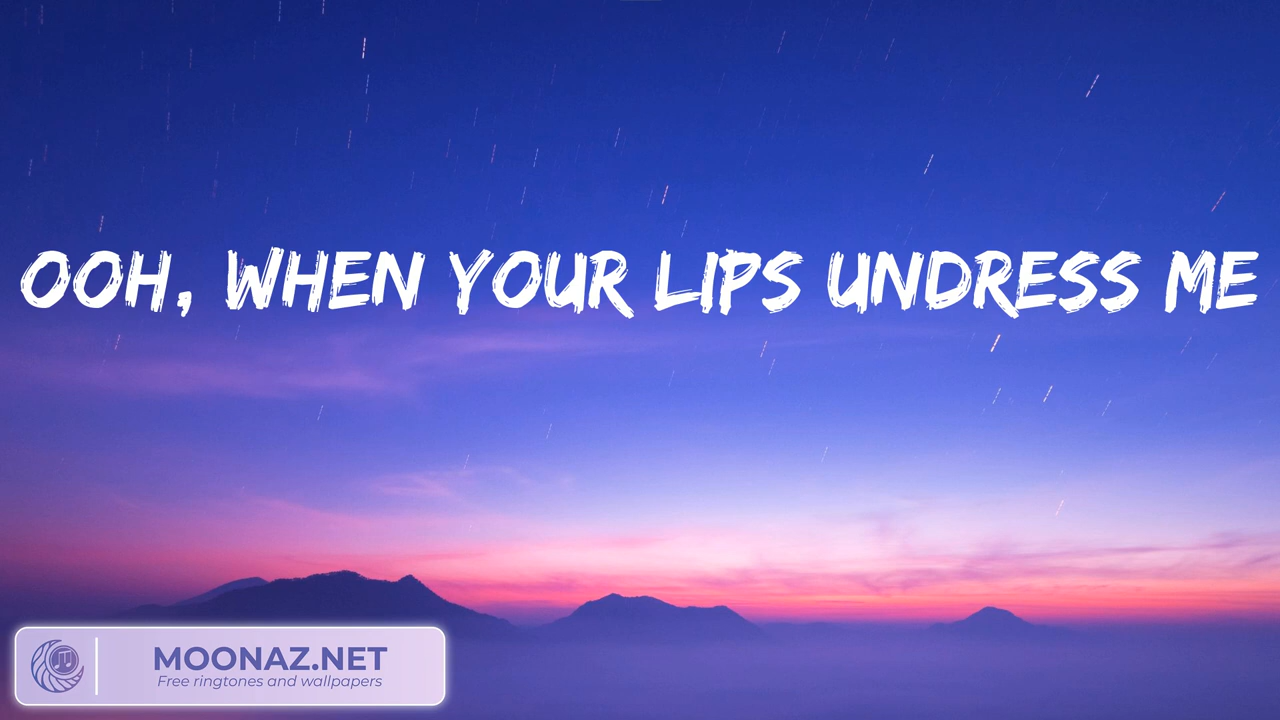 OOH, WHEN YOUR LIPS UNDRESS ME
MOONAZ.NET
Free ringtones and wallpapers